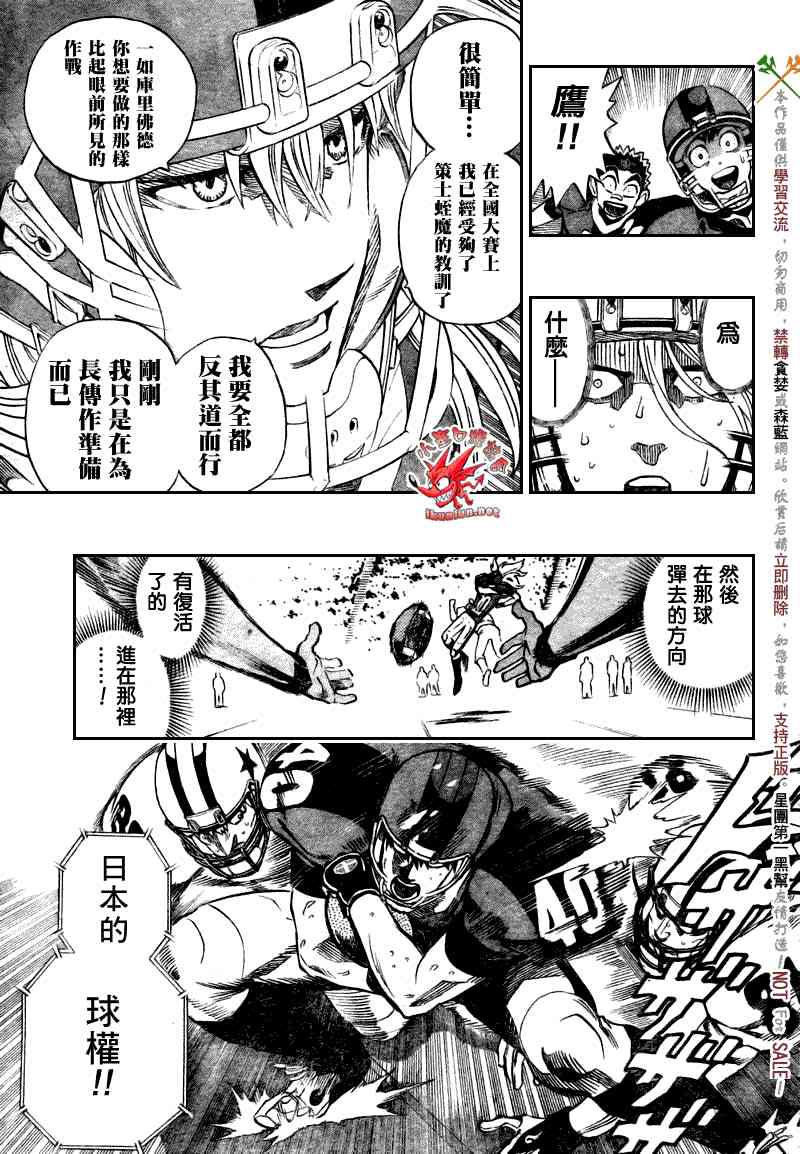 鷹!!
為
什麼——
很簡單…
在全國大賽上
我已經受夠了
策士蛭魔的教訓了
一如庫里佛德
你想要做的那樣
比起眼前所見的
作戰
我要全都
反其道而行
剛剛
我只是在為
長傳作準備
而已
然後
在那球
彈去的方向
有復活
了的
進在那裡
……!
日本的
球權!!
ikumlun.net
本作品僅供學習交流,切勿商用,禁轉貪婪或森藍網站。欣賞后請立即刪除,如您喜歡,支持正版。星團第一黑幫友情打造!NOT For SALE—